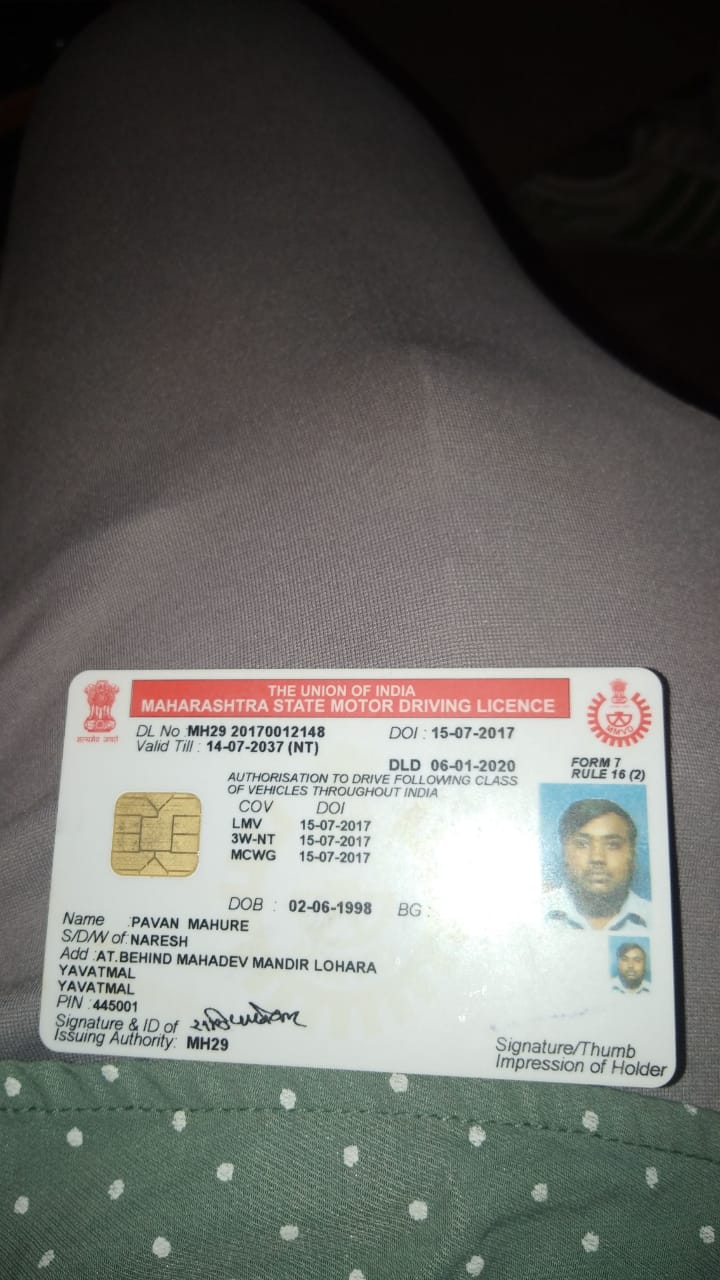 THE UNION OF INDIA
MAHARASHTRA STATE MOTOR DRIVING LICENCE
सत्यमेव जयते
MMVD
DL No : MH29 20170012148 DOI : 15-07-2017
Valid Till : 14-07-2037 (NT)
DLD 06-01-2020
FORM 7
RULE 16 (2)
AUTHORISATION TO DRIVE FOLLOWING CLASS
OF VEHICLES THROUGHOUT INDIA
COV DOI
LMV 15-07-2017
3W-NT 15-07-2017
MCWG 15-07-2017
DOB : 02-06-1998 BG :
Name : PAVAN MAHURE
S/D/W of : NARESH
Add : AT.BEHIND MAHADEV MANDIR LOHARA
YAVATMAL
YAVATMAL
PIN : 445001
Signature & ID of
Issuing Authority: MH29
Signature/Thumb
Impression of Holder